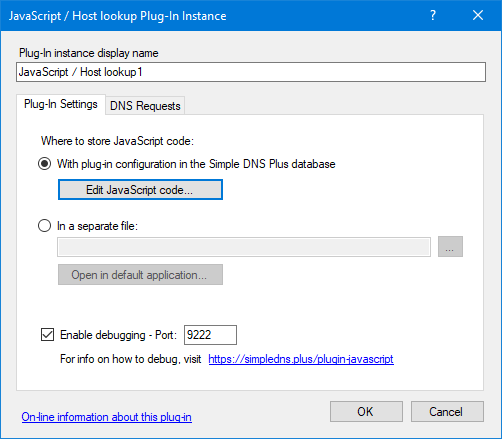 JavaScript / Host lookup Plug-In Instance
?
Plug-In instance display name
JavaScript / Host lookup1
Plug-In Settings DNS Requests
Where to store JavaScript code:
With plug-in configuration in the Simple DNS Plus database
Edit JavaScript code...
In a separate file:
...
Open in default application...
Enable debugging - Port: 9222
For info on how to debug, visit https://simpledns.plus/plugin-javascript
On-line information about this plug-in
OK Cancel